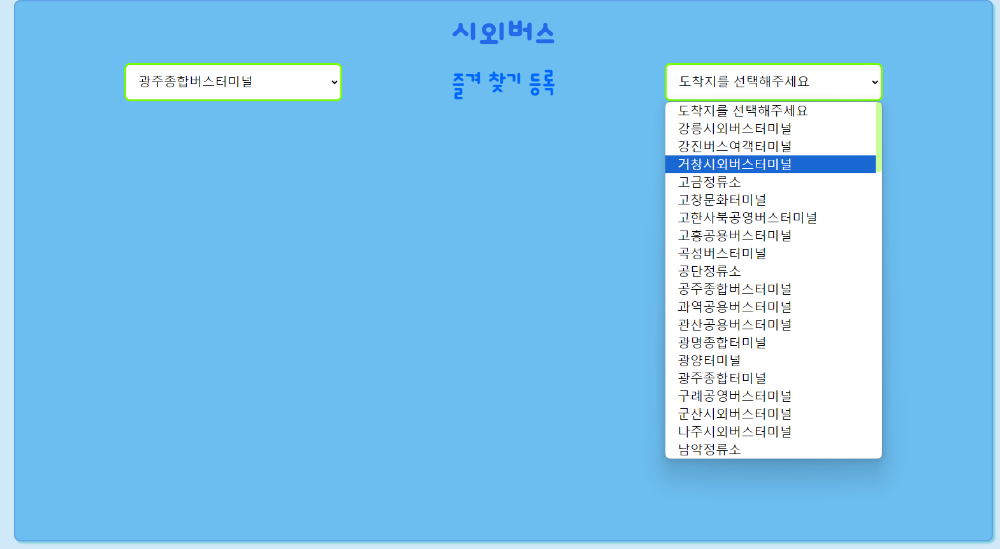 시외버스
광주종합버스터미널
즐겨 찾기 등록
도착지를 선택해주세요
도착지를 선택해주세요
강릉시외버스터미널
강진버스여객터미널
거창시외버스터미널
고금정류소
고창문화터미널
고한사북공영버스터미널
고흥공용버스터미널
곡성버스터미널
공단정류소
공주종합버스터미널
과역공용버스터미널
관산공용버스터미널
광명종합터미널
광양터미널
광주종합터미널
구례공영버스터미널
군산시외버스터미널
나주시외버스터미널
남악정류소